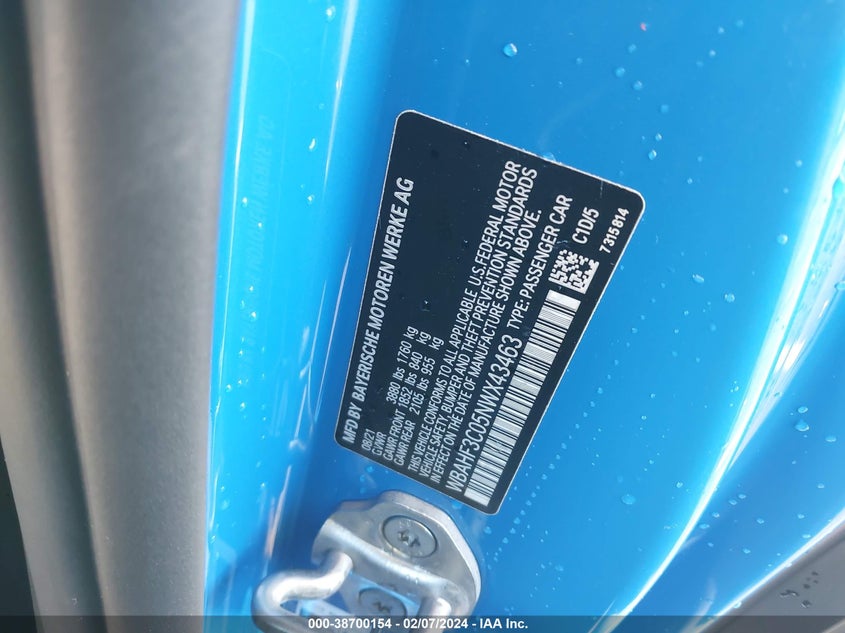 MFD BY BAYERISCHE MOTOREN WERKE AG
08/21
GVWR 3880 lbs 1760 kg
GAWR FRONT 1852 lbs 840 kg
GAWR REAR 2105 lbs 955 kg
THIS VEHICLE CONFORMS TO ALL APPLICABLE U.S. FEDERAL MOTOR
VEHICLE SAFETY, BUMPER AND THEFT PREVENTION STANDARDS
IN EFFECT ON THE DATE OF MANUFACTURE SHOWN ABOVE.
WBAHF3C05NWX43463 TYPE: PASSENGER CAR
C1D/5
7315814
000-38700154 - 02/07/2024 - IAA Inc.